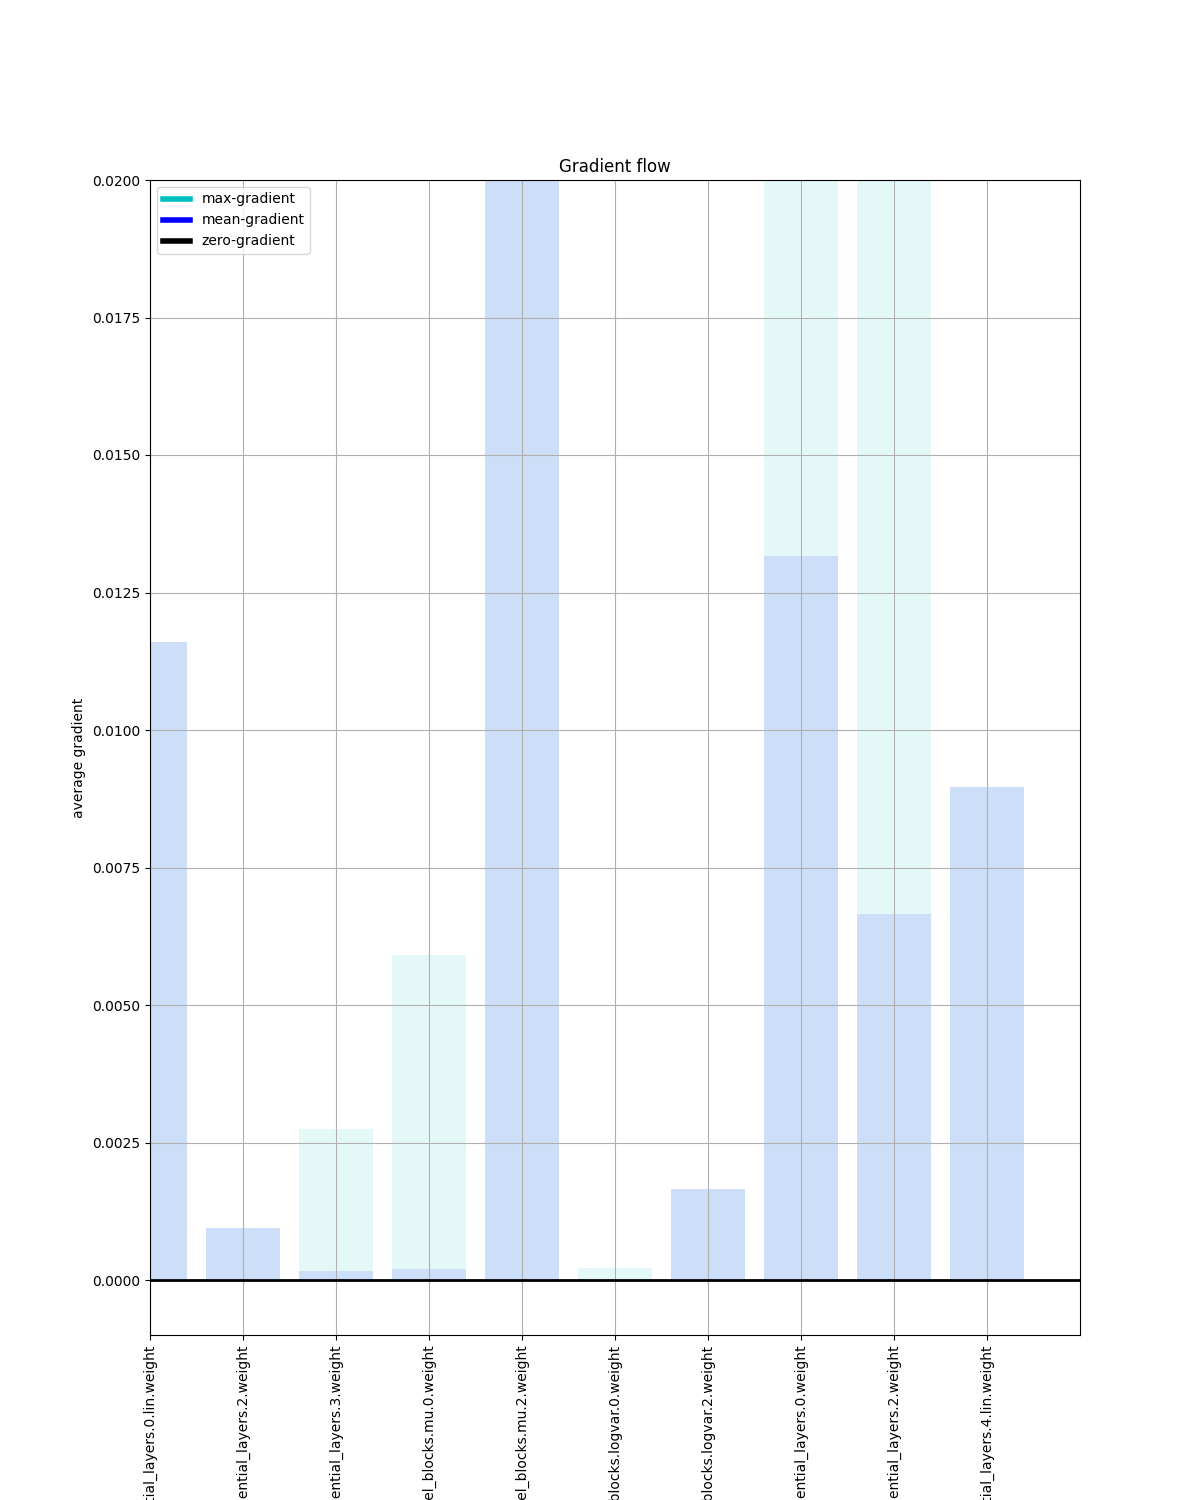 Gradient flow
max-gradient
mean-gradient
zero-gradient
0.0200
0.0175
0.0150
0.0125
0.0100
0.0075
0.0050
0.0025
0.0000
average gradient
tial_layers.0.lin.weight
ential_layers.2.weight
ential_layers.3.weight
el_blocks.mu.0.weight
el_blocks.mu.2.weight
blocks.logvar.0.weight
blocks.logvar.2.weight
ential_layers.0.weight
ential_layers.2.weight
tial_layers.4.lin.weight